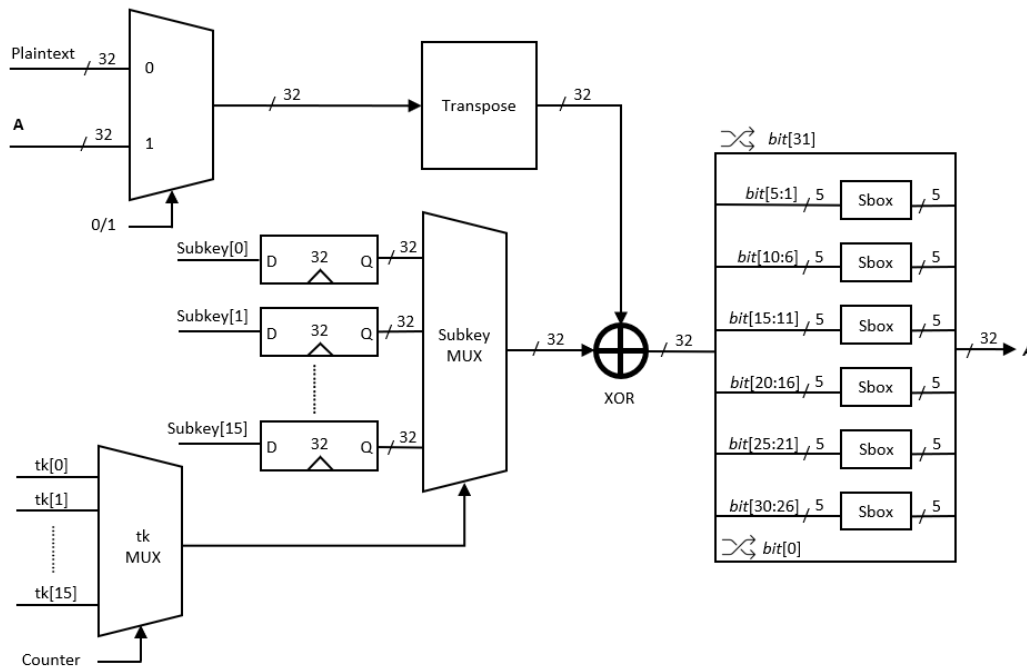 Plaintext
32
0
A
32
1
0/1
32
Transpose
32
Subkey[0]
D 32 Q
32
Subkey[1]
D 32 Q
32
Subkey[15]
D 32 Q
32
Subkey
MUX
32
XOR
32
tk[0]
tk[1]
tk[15]
tk
MUX
Counter
bit[31]
bit[5:1] 5 Sbox 5
bit[10:6] 5 Sbox 5
bit[15:11] 5 Sbox 5
bit[20:16] 5 Sbox 5
bit[25:21] 5 Sbox 5
bit[30:26] 5 Sbox 5
bit[0]
32